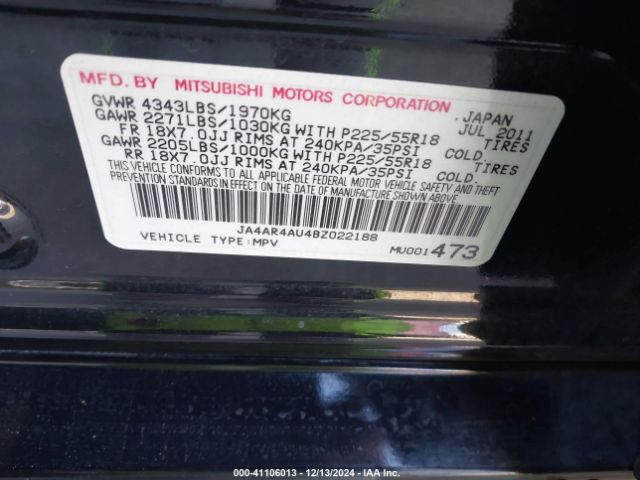 MFD. BY MITSUBISHI MOTORS CORPORATION
GVWR 4343LBS/1970KG JAPAN
GAWR 2271LBS/1030KG WITH P225/55R18 JUL 2011
FR 18X7.0JJ RIMS AT 240KPA/35PSI COLD. TIRES
GAWR 2205LBS/1000KG WITH P225/55R18
RR 18X7.0JJ RIMS AT 240KPA/35PSI COLD. TIRES
THIS VEHICLE CONFORMS TO ALL APPLICABLE FEDERAL MOTOR VEHICLE SAFETY AND THEFT
PREVENTION STANDARDS IN EFFECT ON THE DATE OF MANUFACTURE SHOWN ABOVE.
JA4AR4AU4BZ022188
VEHICLE TYPE:MPV MU001473
000-41106013 - 12/13/2024 - IAA Inc.